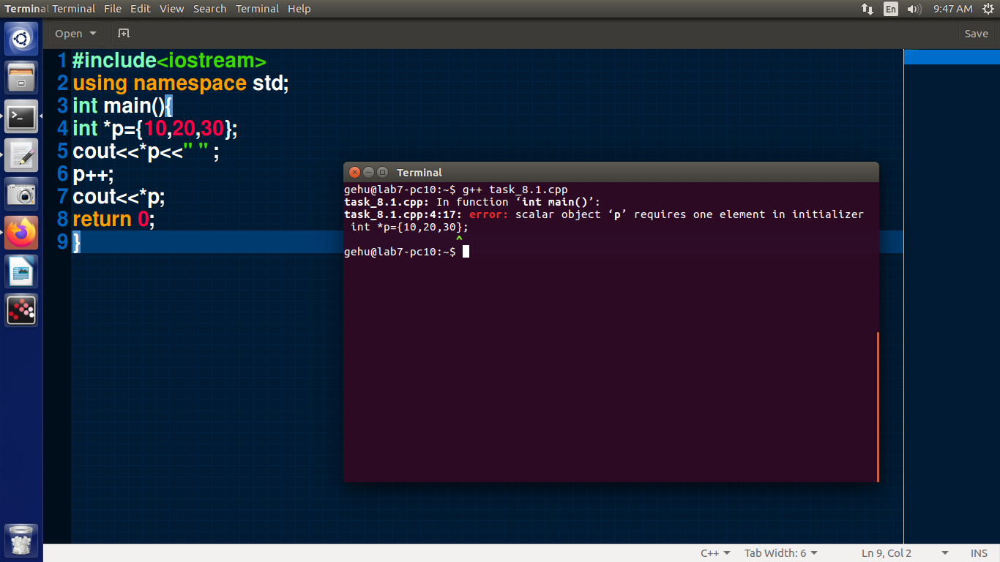 Terminal Terminal File Edit View Search Terminal Help En 9:47 AM
Open Save
1 #include<iostream>
2 using namespace std;
3 int main(){
4 int *p={10,20,30};
5 cout<<*p<<" " ;
6 p++;
7 cout<<*p;
8 return 0;
9 }
Terminal
gehu@lab7-pc10:~$ g++ task_8.1.cpp
task_8.1.cpp: In function ‘int main()’:
task_8.1.cpp:4:17: error: scalar object ‘p’ requires one element in initializer
int *p={10,20,30};
^
gehu@lab7-pc10:~$
C++ Tab Width: 6 Ln 9, Col 2 INS